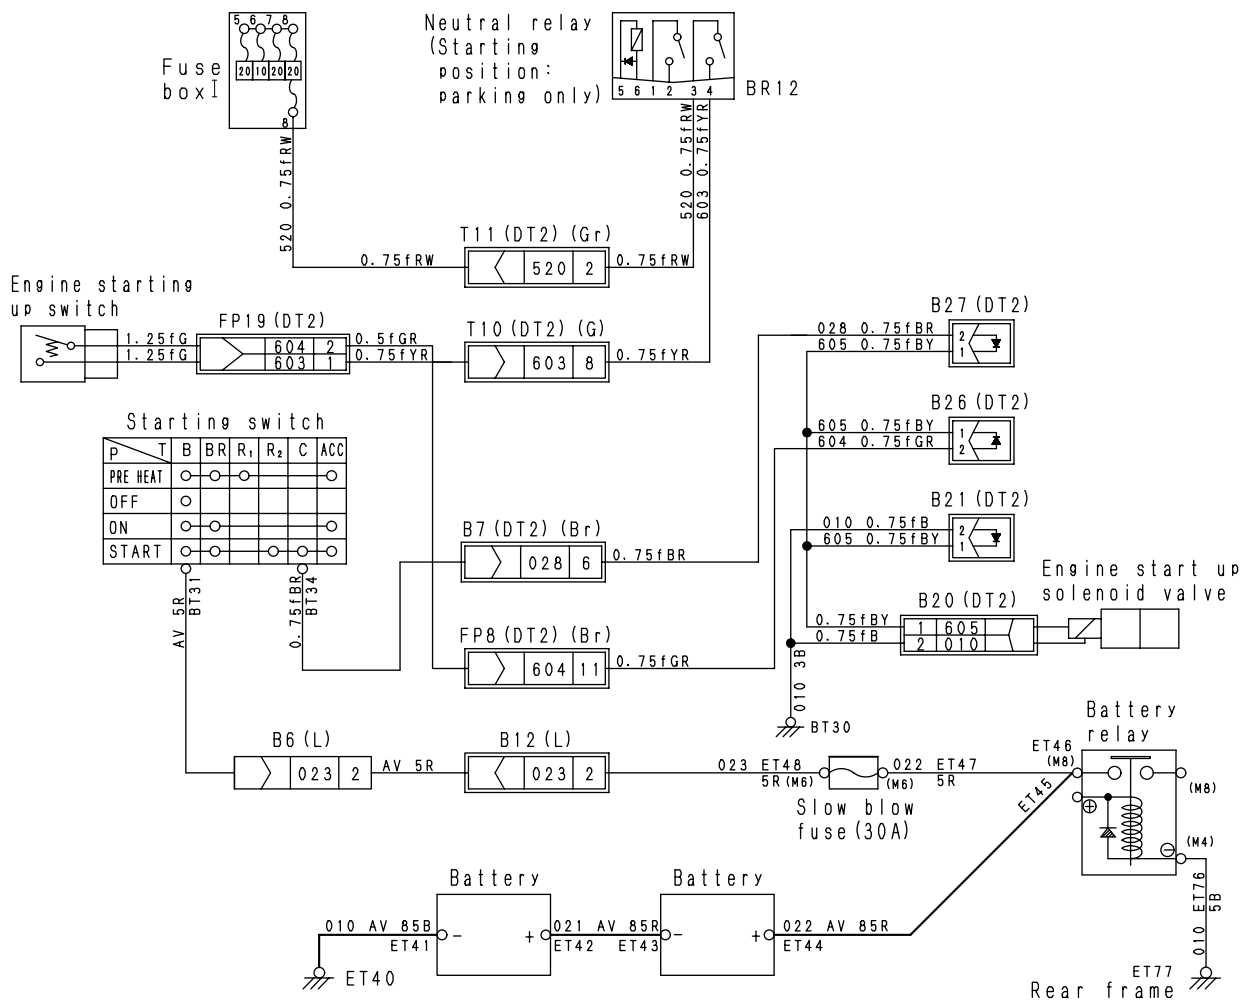 5 6 7 8
20 10 20 20
8
Fuse
box I
520 0.75fRW
Neutral relay
(Starting
position:
parking only)
5 6 1 2 3 4
BR12
520 0.75fRW
603 0.75fYR
T11 (DT2) (Gr)
0.75fRW
520 2
0.75fRW
Engine starting
up switch
1.25fG
1.25fG
FP19 (DT2)
604 2
603 1
0.5fGR
0.75fYR
T10 (DT2) (G)
603 8
0.75fYR
B27 (DT2)
028 0.75fBR
605 0.75fBY
2
1
B26 (DT2)
605 0.75fBY
604 0.75fGR
1
2
B21 (DT2)
010 0.75fB
605 0.75fBY
2
1
Starting switch
P T B BR R₁ R₂ C ACC
PRE HEAT
OFF
ON
START
AV 5R
BT31
0.75fBR
BT34
B7 (DT2) (Br)
028 6
0.75fBR
FP8 (DT2) (Br)
604 11
0.75fGR
Engine start up
solenoid valve
B20 (DT2)
0.75fBY
0.75fB
1 605
2 010
010 3B
BT30
B6 (L)
023 2
AV 5R
B12 (L)
023 2
023 ET48
5R (M6)
022 ET47
(M6) 5R
Slow blow
fuse (30A)
Battery
relay
ET46
(M8)
ET45
(M8)
+
−
(M4)
010 ET76
5B
ET77
Rear frame
Battery
Battery
010 AV 85B
ET41
−
+
021 AV 85R
ET42 ET43
−
+
022 AV 85R
ET44
ET40